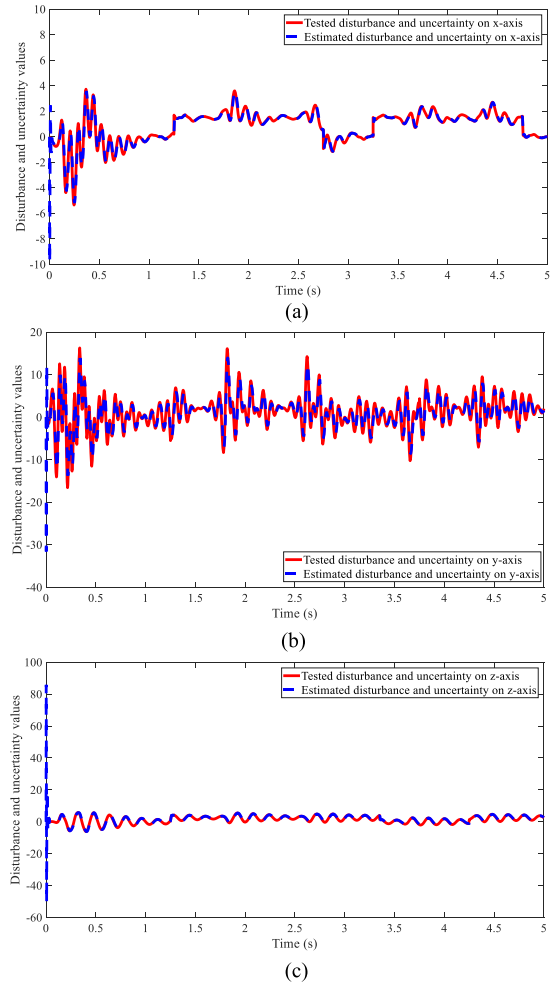 10
8
6
4
2
0
-2
-4
-6
-8
-10
Disturbance and uncertainty values
Tested disturbance and uncertainty on x-axis
Estimated disturbance and uncertainty on x-axis
0 0.5 1 1.5 2 2.5 3 3.5 4 4.5 5
Time (s)
(a)
20
10
0
-10
-20
-30
-40
Disturbance and uncertainty values
Tested disturbance and uncertainty on y-axis
Estimated disturbance and uncertainty on y-axis
0 0.5 1 1.5 2 2.5 3 3.5 4 4.5 5
Time (s)
(b)
100
80
60
40
20
0
-20
-40
-60
Disturbance and uncertainty values
Tested disturbance and uncertainty on z-axis
Estimated disturbance and uncertainty on z-axis
0 0.5 1 1.5 2 2.5 3 3.5 4 4.5 5
Time (s)
(c)